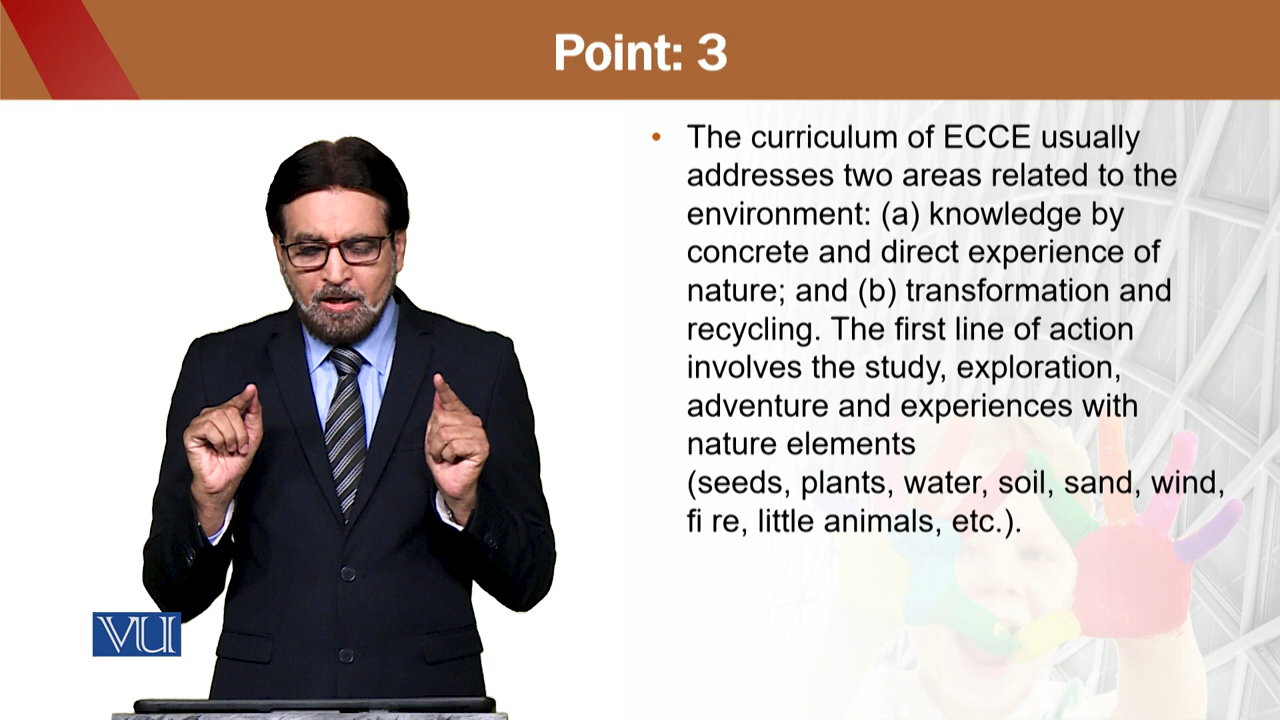 Point: 3
• The curriculum of ECCE usually
addresses two areas related to the
environment: (a) knowledge by
concrete and direct experience of
nature; and (b) transformation and
recycling. The first line of action
involves the study, exploration,
adventure and experiences with
nature elements
(seeds, plants, water, soil, sand, wind,
fi re, little animals, etc.).
VU